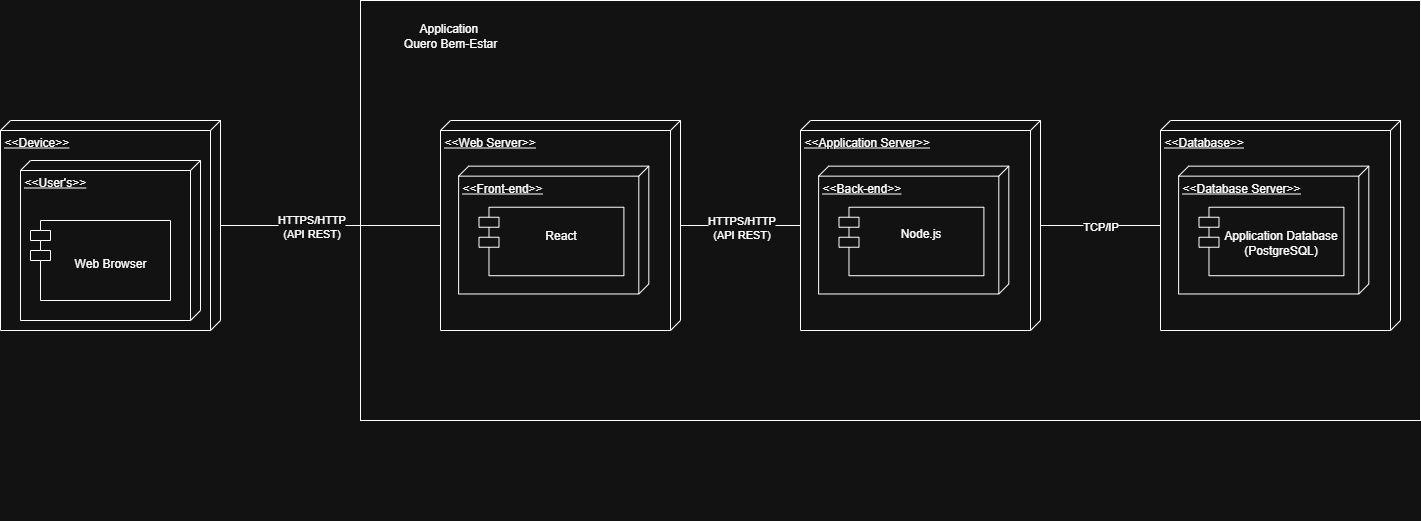 Application
Quero Bem-Estar
<<Device>>
<<User's>>
Web Browser
HTTPS/HTTP
(API REST)
<<Web Server>>
<<Front-end>>
React
HTTPS/HTTP
(API REST)
<<Application Server>>
<<Back-end>>
Node.js
TCP/IP
<<Database>>
<<Database Server>>
Application Database
(PostgreSQL)